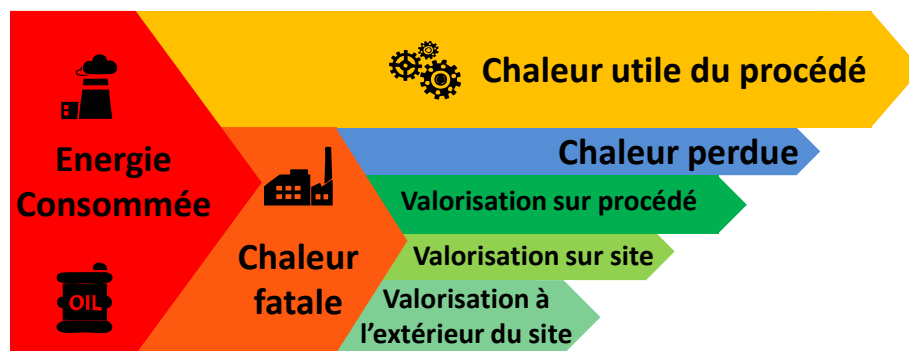 Chaleur utile du procédé
Energie
Consommée
OIL
Chaleur
fatale
Chaleur perdue
Valorisation sur procédé
Valorisation sur site
Valorisation à
l'extérieur du site